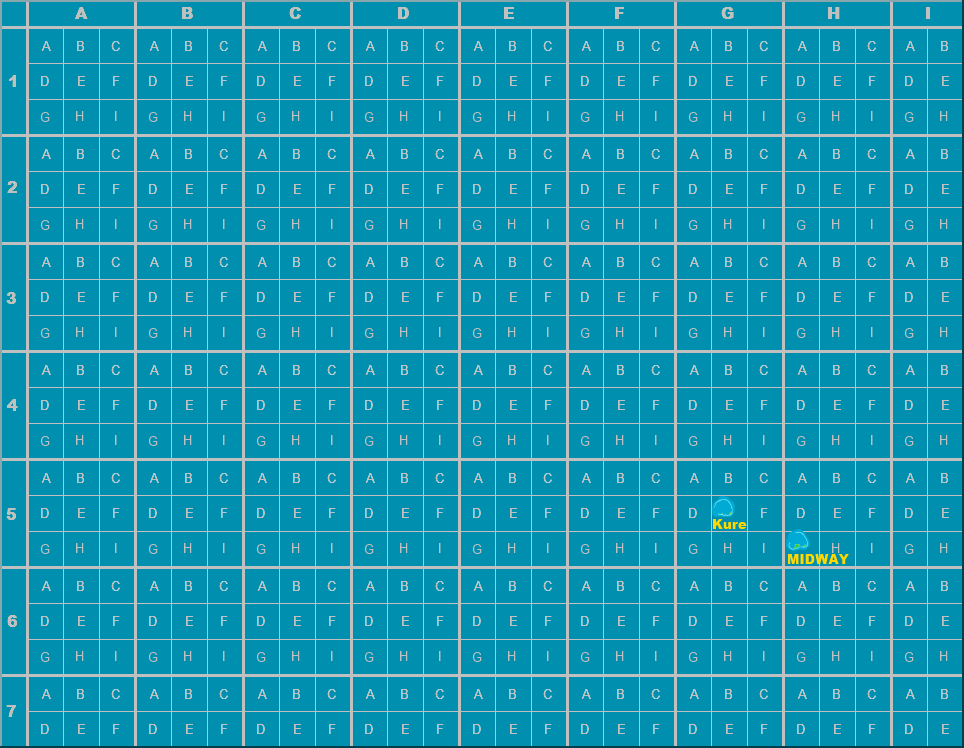 A B C D E F G H I
A B C A B C A B C A B C A B C A B C A B C A B C A B
1 D E F D E F D E F D E F D E F D E F D E F D E F D E
G H I G H I G H I G H I G H I G H I G H I G H I G H
A B C A B C A B C A B C A B C A B C A B C A B C A B
2 D E F D E F D E F D E F D E F D E F D E F D E F D E
G H I G H I G H I G H I G H I G H I G H I G H I G H
A B C A B C A B C A B C A B C A B C A B C A B C A B
3 D E F D E F D E F D E F D E F D E F D E F D E F D E
G H I G H I G H I G H I G H I G H I G H I G H I G H
A B C A B C A B C A B C A B C A B C A B C A B C A B
4 D E F D E F D E F D E F D E F D E F D E F D E F D E
G H I G H I G H I G H I G H I G H I G H I G H I G H
A B C A B C A B C A B C A B C A B C A B C A B C A B
5 D E F D E F D E F D E F D E F D E F D F D E F D E
Kure
G H I G H I G H I G H I G H I G H I G H I H I G H
MIDWAY
A B C A B C A B C A B C A B C A B C A B C A B C A B
6 D E F D E F D E F D E F D E F D E F D E F D E F D E
G H I G H I G H I G H I G H I G H I G H I G H I G H
A B C A B C A B C A B C A B C A B C A B C A B C A B
7 D E F D E F D E F D E F D E F D E F D E F D E F D E